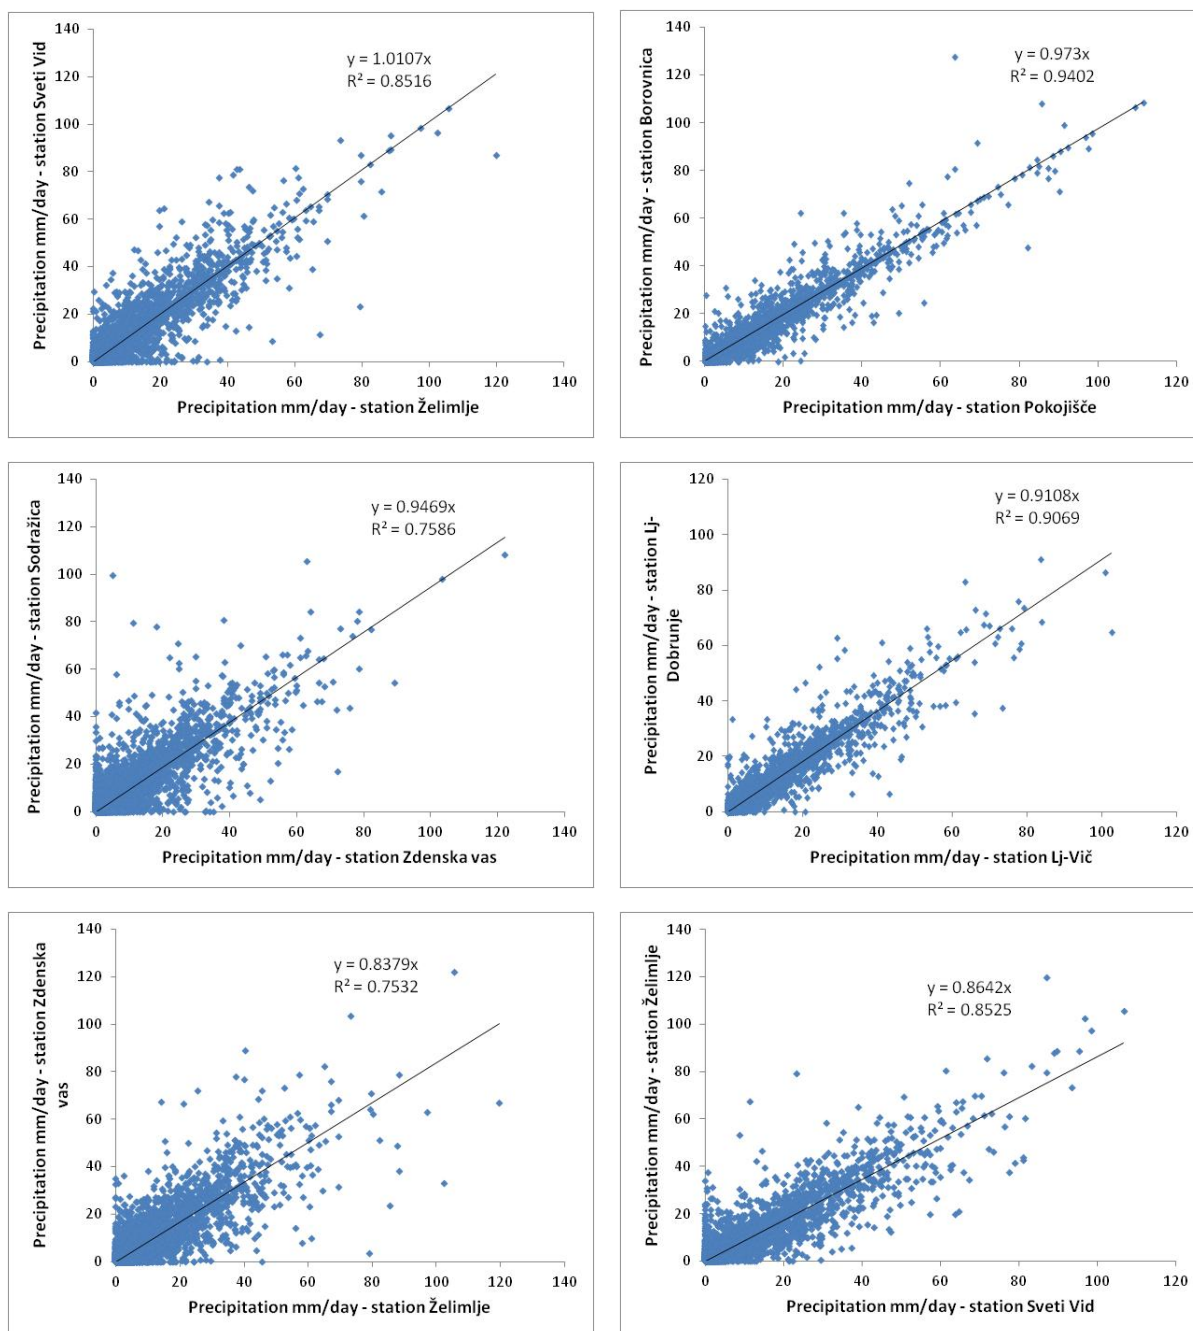 140
120
100
80
60
40
20
0
Precipitation mm/day - station Sveti Vid
y = 1.0107x
R² = 0.8516
0 20 40 60 80 100 120 140
Precipitation mm/day - station Želimlje
140
120
100
80
60
40
20
0
Precipitation mm/day - station Borovnica
y = 0.973x
R² = 0.9402
0 20 40 60 80 100 120
Precipitation mm/day - station Pokojišče
140
120
100
80
60
40
20
0
Precipitation mm/day - station Sodražica
y = 0.9469x
R² = 0.7586
0 20 40 60 80 100 120 140
Precipitation mm/day - station Zdenska vas
120
100
80
60
40
20
0
Precipitation mm/day - station Lj-
Dobrunje
y = 0.9108x
R² = 0.9069
0 20 40 60 80 100 120
Precipitation mm/day - station Lj-Vič
140
120
100
80
60
40
20
0
Precipitation mm/day - station Zdenska
vas
y = 0.8379x
R² = 0.7532
0 20 40 60 80 100 120 140
Precipitation mm/day - station Želimlje
140
120
100
80
60
40
20
0
Precipitation mm/day - station Želimlje
y = 0.8642x
R² = 0.8525
0 20 40 60 80 100 120
Precipitation mm/day - station Sveti Vid